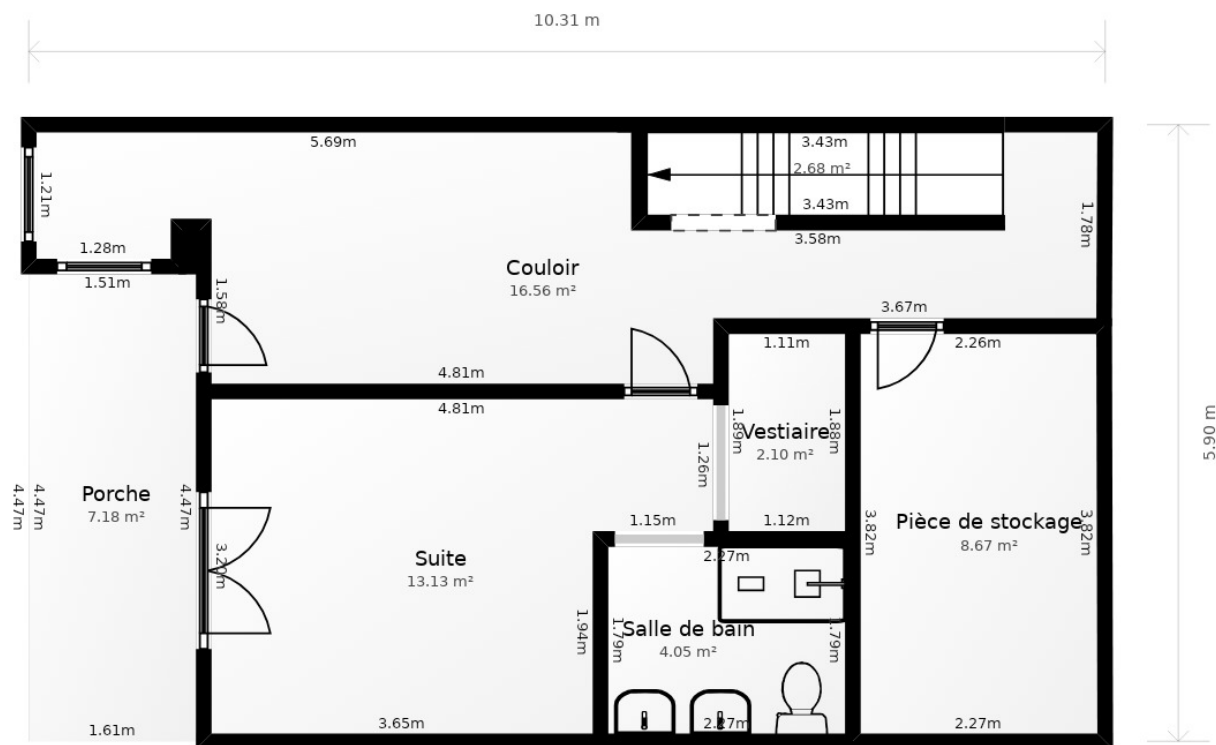 10.31 m
5.69m
3.43m
2.68 m²
3.43m
1.21m
1.78m
3.58m
1.28m
1.51m
Couloir
16.56 m²
1.58m
3.67m
1.11m
2.26m
4.81m
4.81m
5.90 m
1.89m
1.88m
Vestiaire
2.10 m²
1.26m
4.47m
4.47m
Porche
7.18 m²
4.47m
1.15m
1.12m
3.82m
Pièce de stockage
8.67 m²
3.82m
2.27m
Suite
13.13 m²
3.20m
1.94m
1.79m
Salle de bain
4.05 m²
1.79m
1.61m
3.65m
2.27m
2.27m